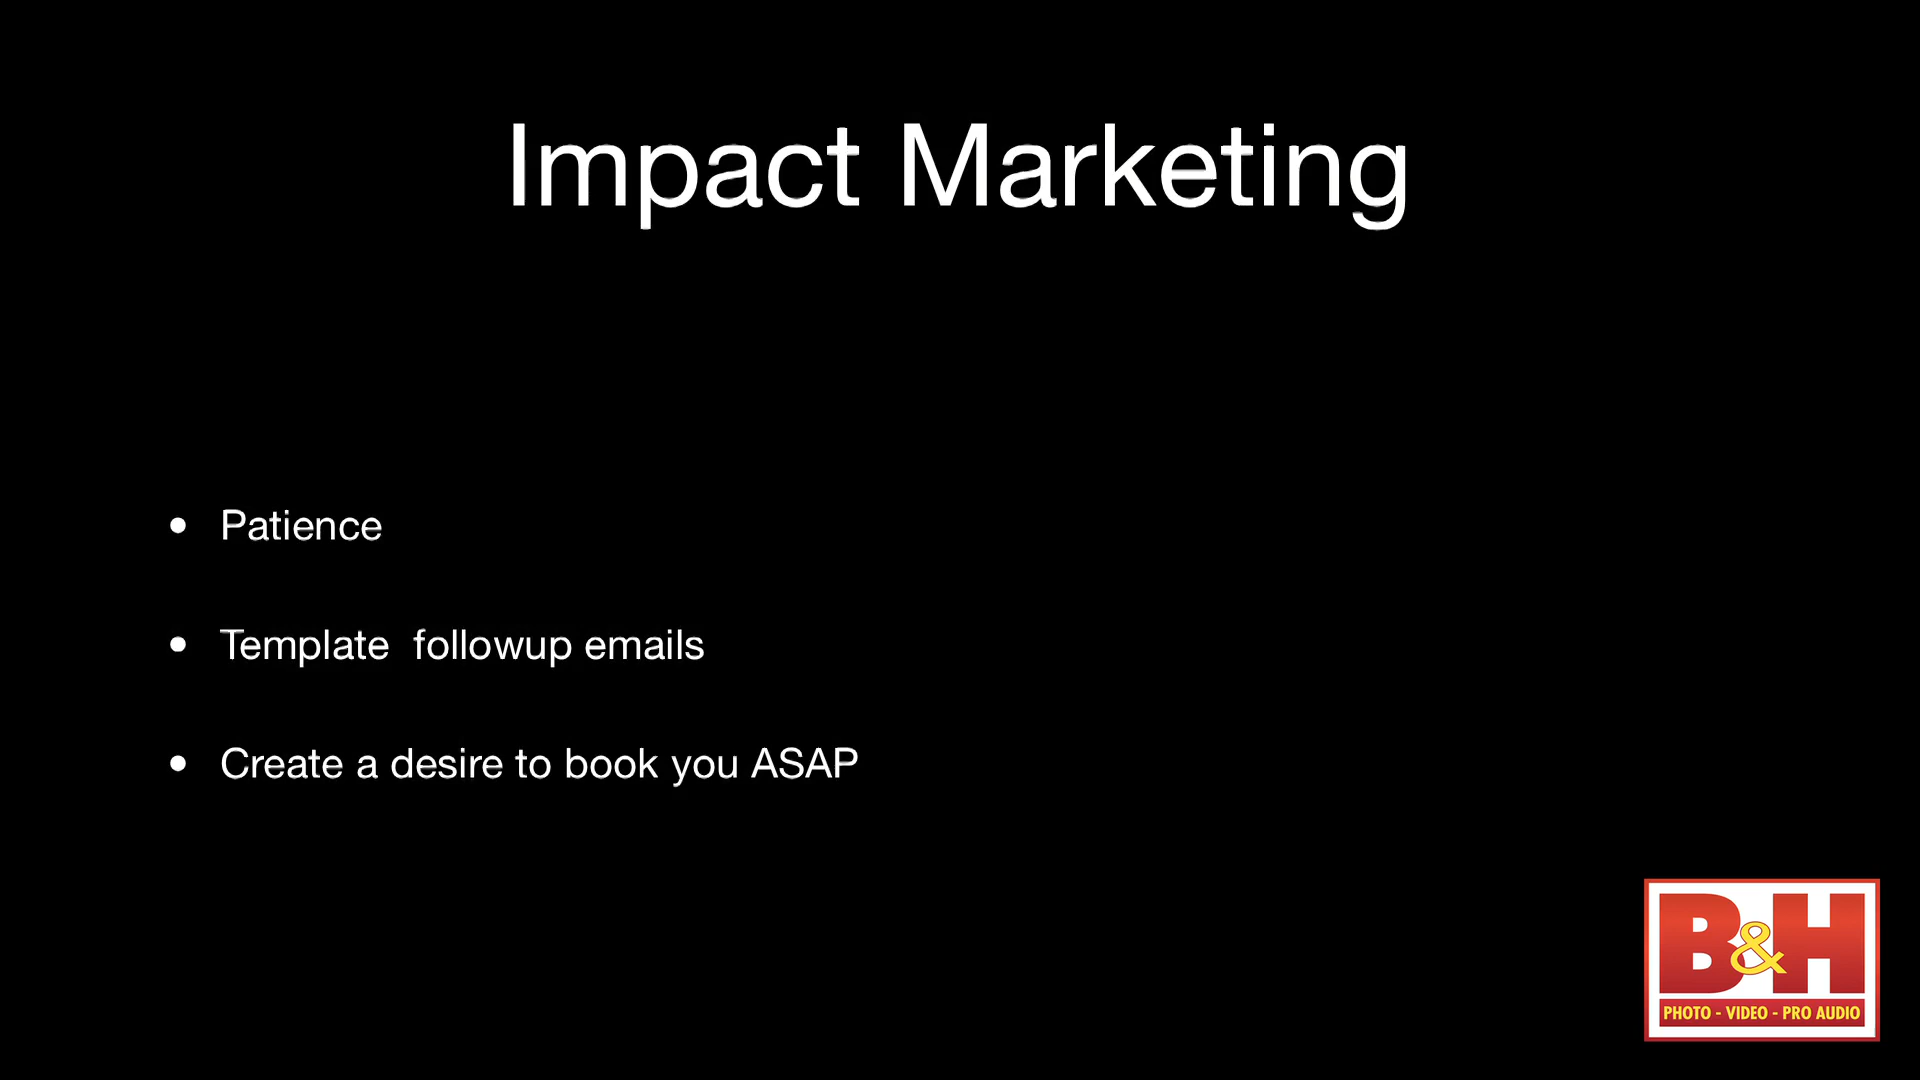 Impact Marketing
• Patience
• Template  followup emails
• Create a desire to book you ASAP
B&H
PHOTO - VIDEO - PRO AUDIO